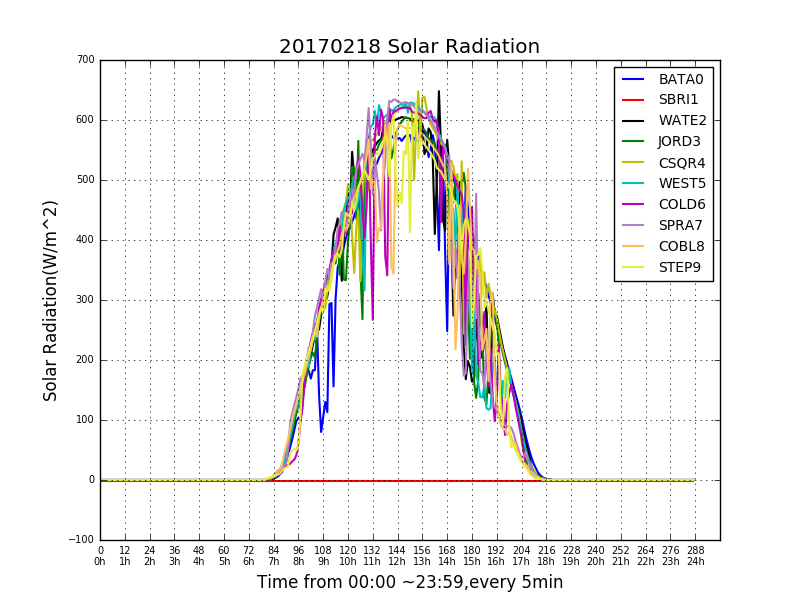 20170218 Solar Radiation
700
600
500
400
300
200
100
0
−100
Solar Radiation(W/m^2)
BATA0
SBRI1
WATE2
JORD3
CSQR4
WEST5
COLD6
SPRA7
COBL8
STEP9
0 12 24 36 48 60 72 84 96 108 120 132 144 156 168 180 192 204 216 228 240 252 264 276 288
0h 1h 2h 3h 4h 5h 6h 7h 8h 9h 10h 11h 12h 13h 14h 15h 16h 17h 18h 19h 20h 21h 22h 23h 24h
Time from 00:00 ~23:59,every 5min